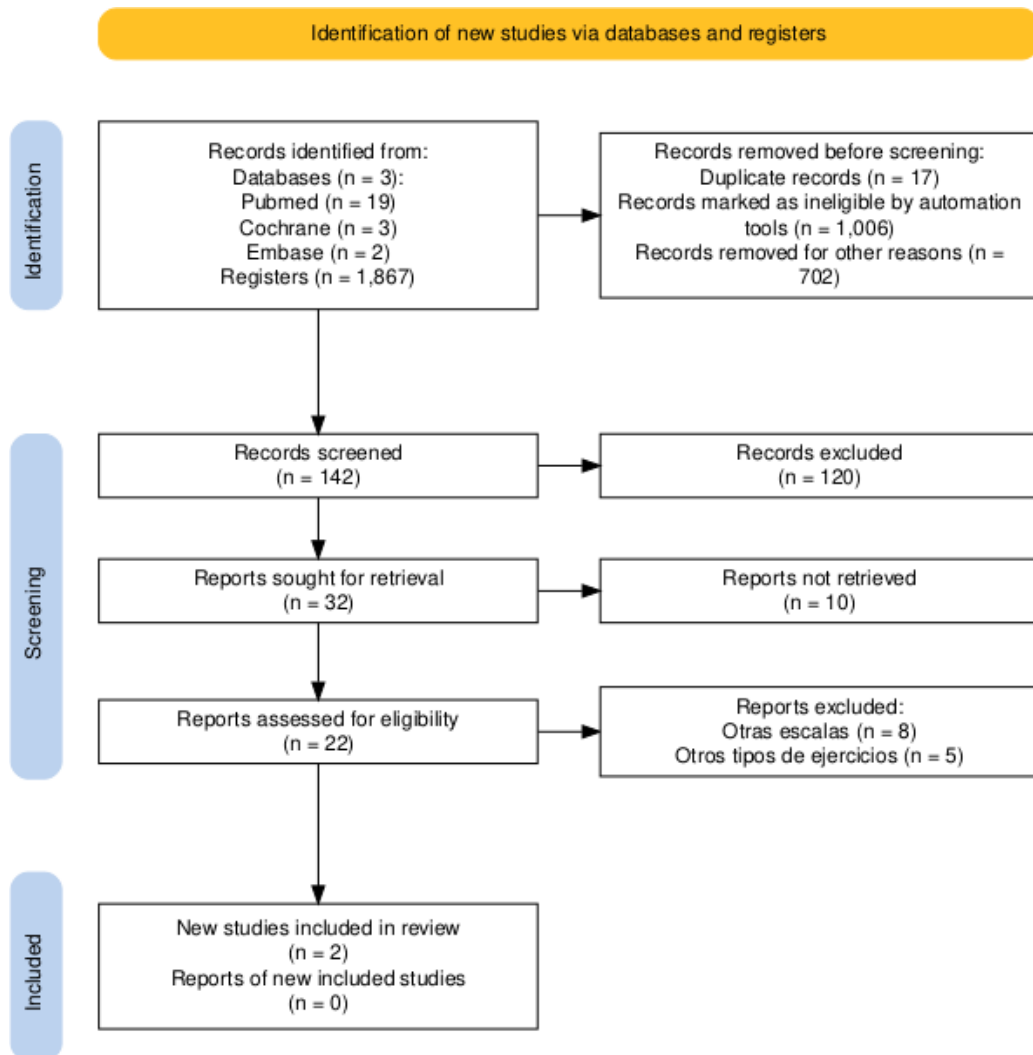 Identification of new studies via databases and registers
Identification
Records identified from:
Databases (n = 3):
Pubmed (n = 19)
Cochrane (n = 3)
Embase (n = 2)
Registers (n = 1,867)
Records removed before screening:
Duplicate records (n = 17)
Records marked as ineligible by automation
tools (n = 1,006)
Records removed for other reasons (n =
702)
Screening
Records screened
(n = 142)
Records excluded
(n = 120)
Reports sought for retrieval
(n = 32)
Reports not retrieved
(n = 10)
Reports assessed for eligibility
(n = 22)
Reports excluded:
Otras escalas (n = 8)
Otros tipos de ejercicios (n = 5)
Included
New studies included in review
(n = 2)
Reports of new included studies
(n = 0)